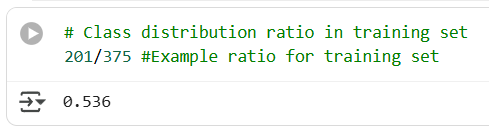 # Class distribution ratio in training set
201/375 #Example ratio for training set
0.536